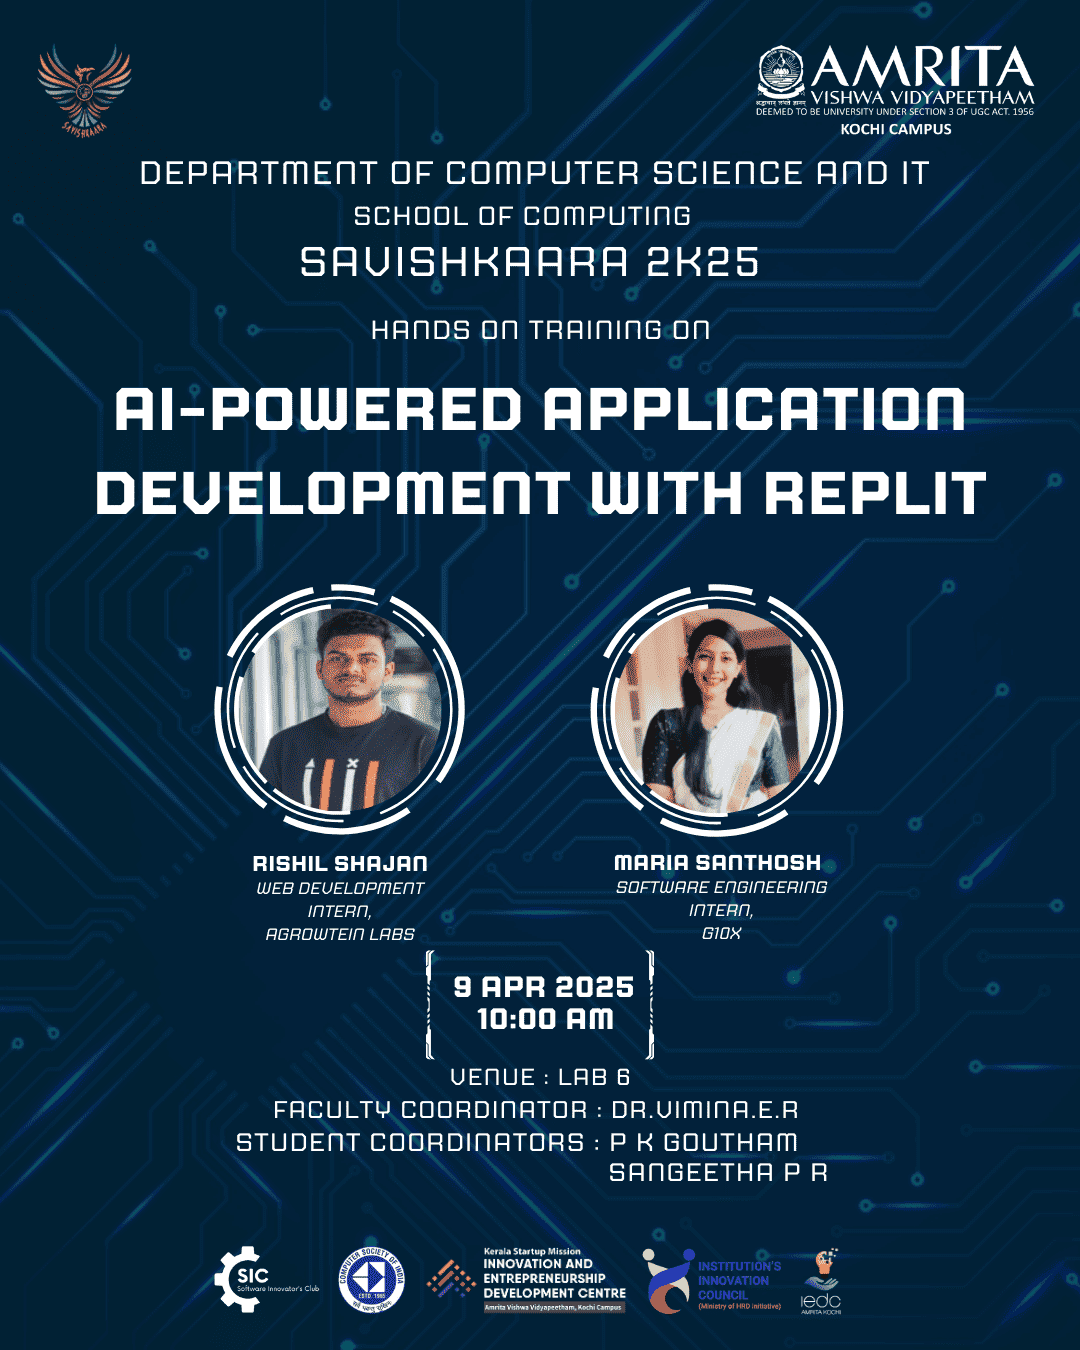 SAVISHKAARA
AMRITA
VISHWA VIDYAPEETHAM
DEEMED TO BE UNIVERSITY UNDER SECTION 3 OF UGC ACT. 1956
KOCHI CAMPUS
DEPARTMENT OF COMPUTER SCIENCE AND IT
SCHOOL OF COMPUTING
SAVISHKAARA 2K25
HANDS ON TRAINING ON
AI-POWERED APPLICATION
DEVELOPMENT WITH REPLIT
RISHIL SHAJAN
WEB DEVELOPMENT
INTERN,
AGROWTEIN LABS
MARIA SANTHOSH
SOFTWARE ENGINEERING
INTERN,
G10X
9 APR 2025
10:00 AM
VENUE : LAB 6
FACULTY COORDINATOR : DR.VIMINA.E.R
STUDENT COORDINATORS : P K GOUTHAM
SANGEETHA P R
SIC
Software Innovator's Club
COMPUTER SOCIETY OF INDIA
ESTD. 1965
Kerala Startup Mission
INNOVATION AND
ENTREPRENEURSHIP
DEVELOPMENT CENTRE
Amrita Vishwa Vidyapeetham, Kochi Campus
INSTITUTION'S
INNOVATION
COUNCIL
(Ministry of HRD Initiative)
iedc
AMRITA KOCHI